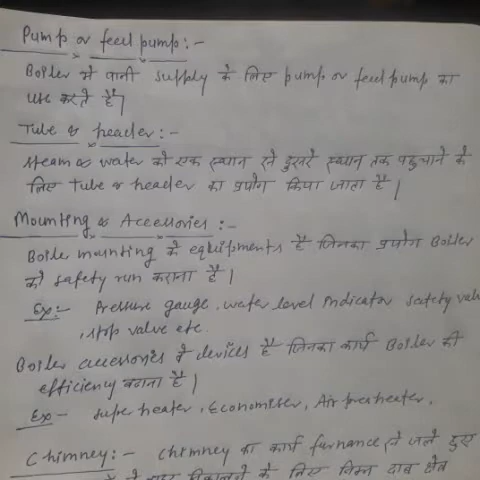 Pump or feed pump:-
Boiler में पानी supply के लिए pump or feed pump का
use करते हैं।
Tube & header:-
steam & water को एक स्थान से दुसरे स्थान तक पहुचाने के
लिए tube & header का प्रयोग किया जाता है।
Mounting & Accessories:-
Boiler mounting वे equipments है जिनका प्रयोग Boiler
को safety run कराना है।
Ex:- Pressure gauge, water level indicator safety valve
, stop valve etc.
Boiler accessories वे devices है जिनका कार्य Boiler की
efficiency बढाना है।
Ex- super heater, Economiser, Air preheater,
Chimney:- chimney का कार्य furnance से जले हुए
के लिए निम्न दाब क्षेत्र